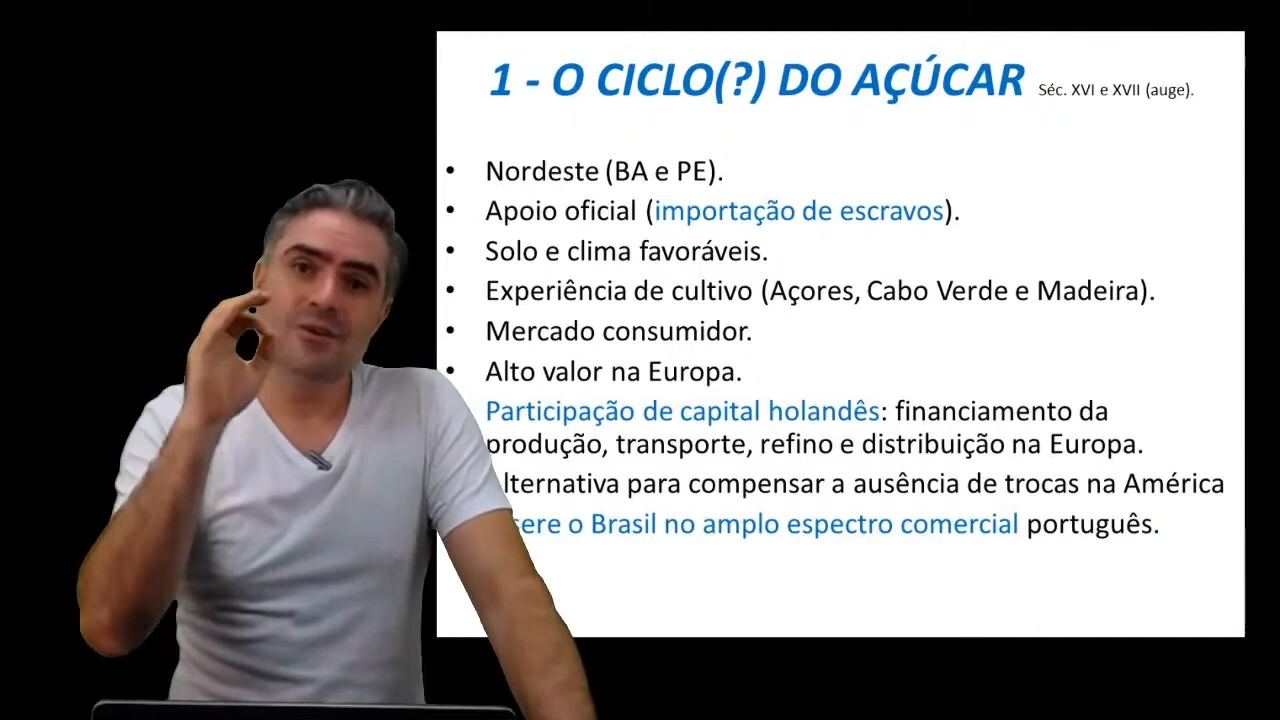 1 - O CICLO(?) DO AÇÚCAR Séc. XVI e XVII (auge).
• Nordeste (BA e PE).
• Apoio oficial (importação de escravos).
• Solo e clima favoráveis.
• Experiência de cultivo (Açores, Cabo Verde e Madeira).
• Mercado consumidor.
• Alto valor na Europa.
Participação de capital holandês: financiamento da
produção, transporte, refino e distribuição na Europa.
para compensar a ausência de trocas na América
o Brasil no amplo espectro comercial português.